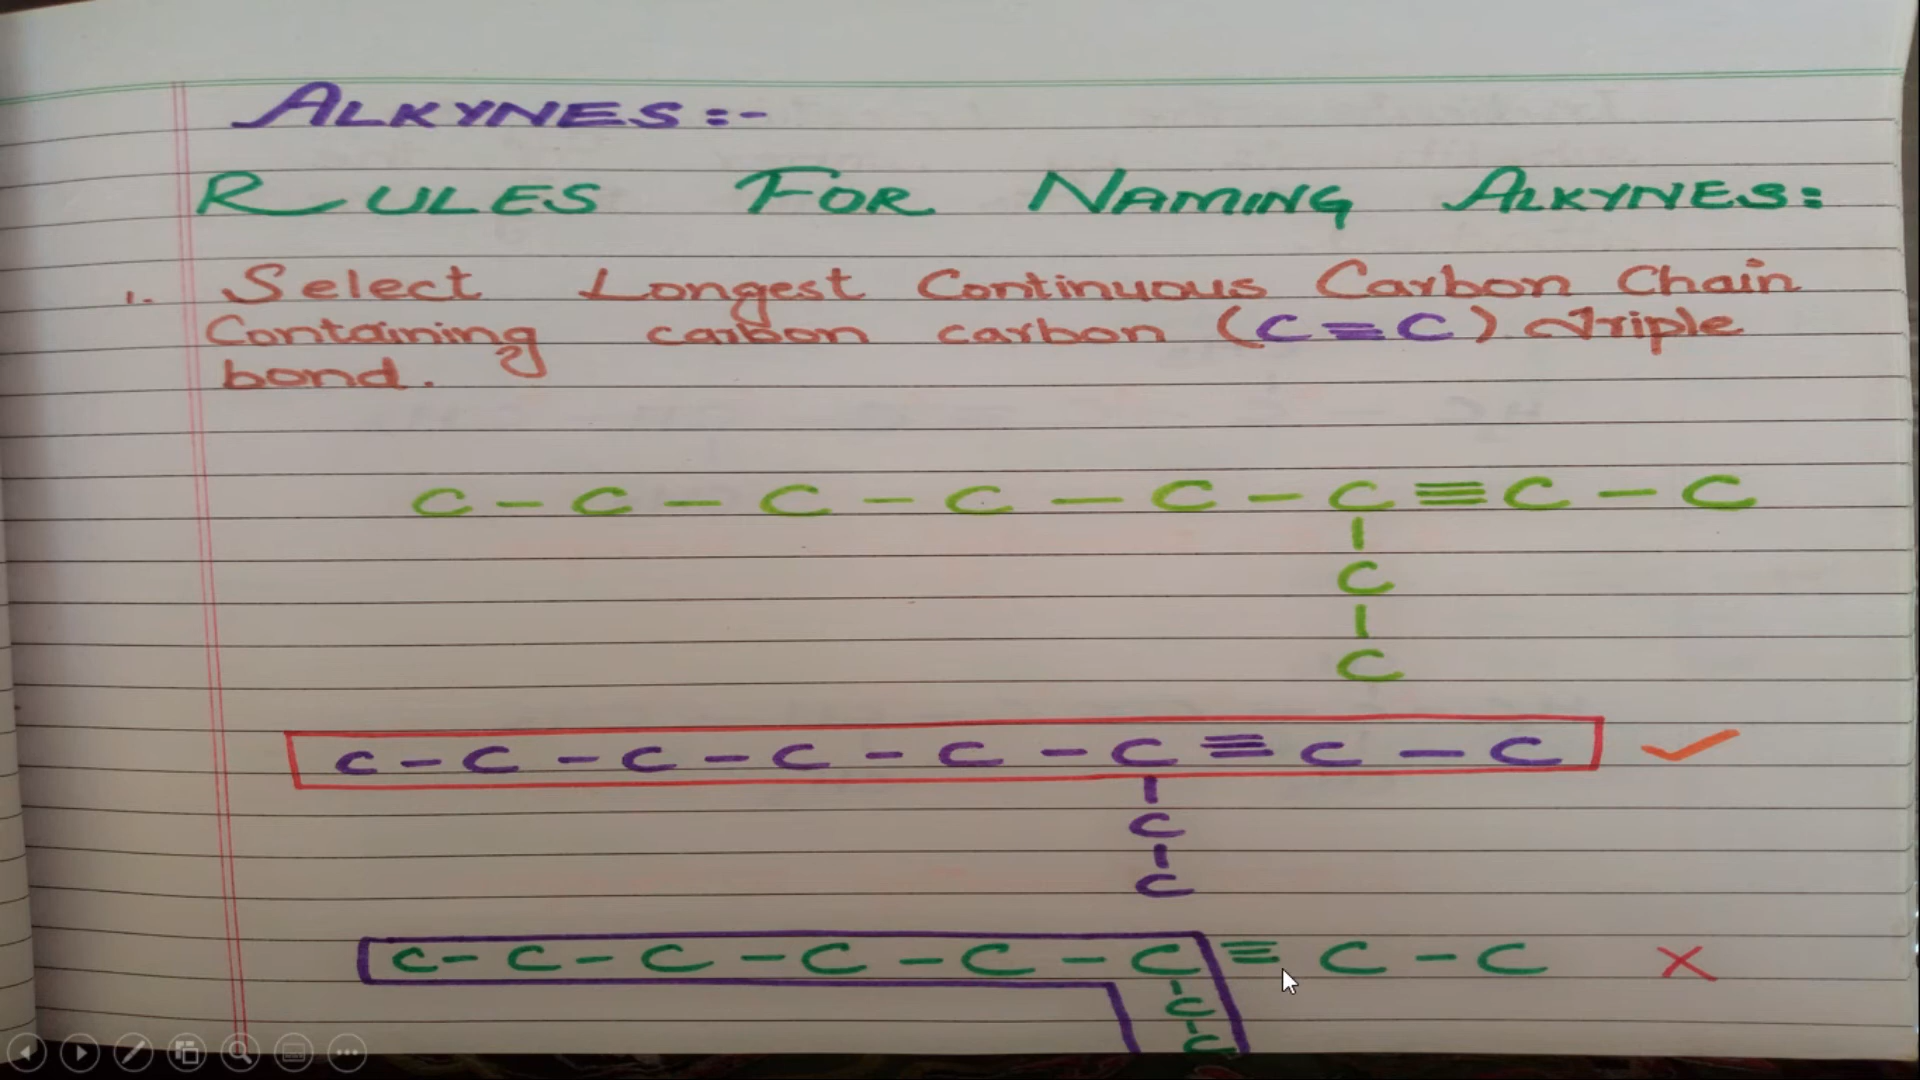 ALKYNES:-
RULES FOR NAMING ALKYNES:
1. Select Longest Continuous Carbon Chain
Containing carbon carbon (C≡C) Triple
bond.
C - C - C - C - C - C ≡ C - C
C
C
C - C - C - C - C - C ≡ C - C ✓
C
C
C - C - C - C - C - C ≡ C - C ✗
C
C